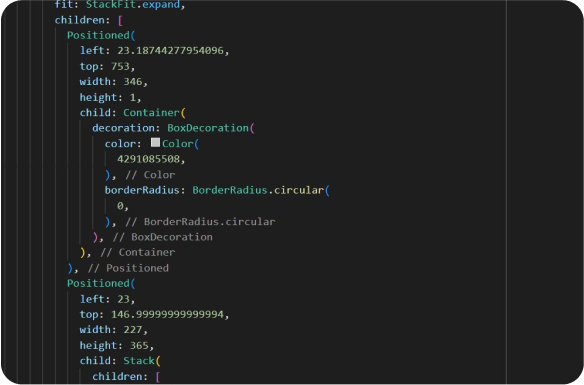 fit: StackFit.expand,
children: [
Positioned(
left: 23.18744277954096,
top: 753,
width: 346,
height: 1,
child: Container(
decoration: BoxDecoration(
color: Color(
4291085508,
), // Color
borderRadius: BorderRadius.circular(
0,
), // BorderRadius.circular
), // BoxDecoration
), // Container
), // Positioned
Positioned(
left: 23,
top: 146.99999999999994,
width: 227,
height: 365,
child: Stack(
children: [